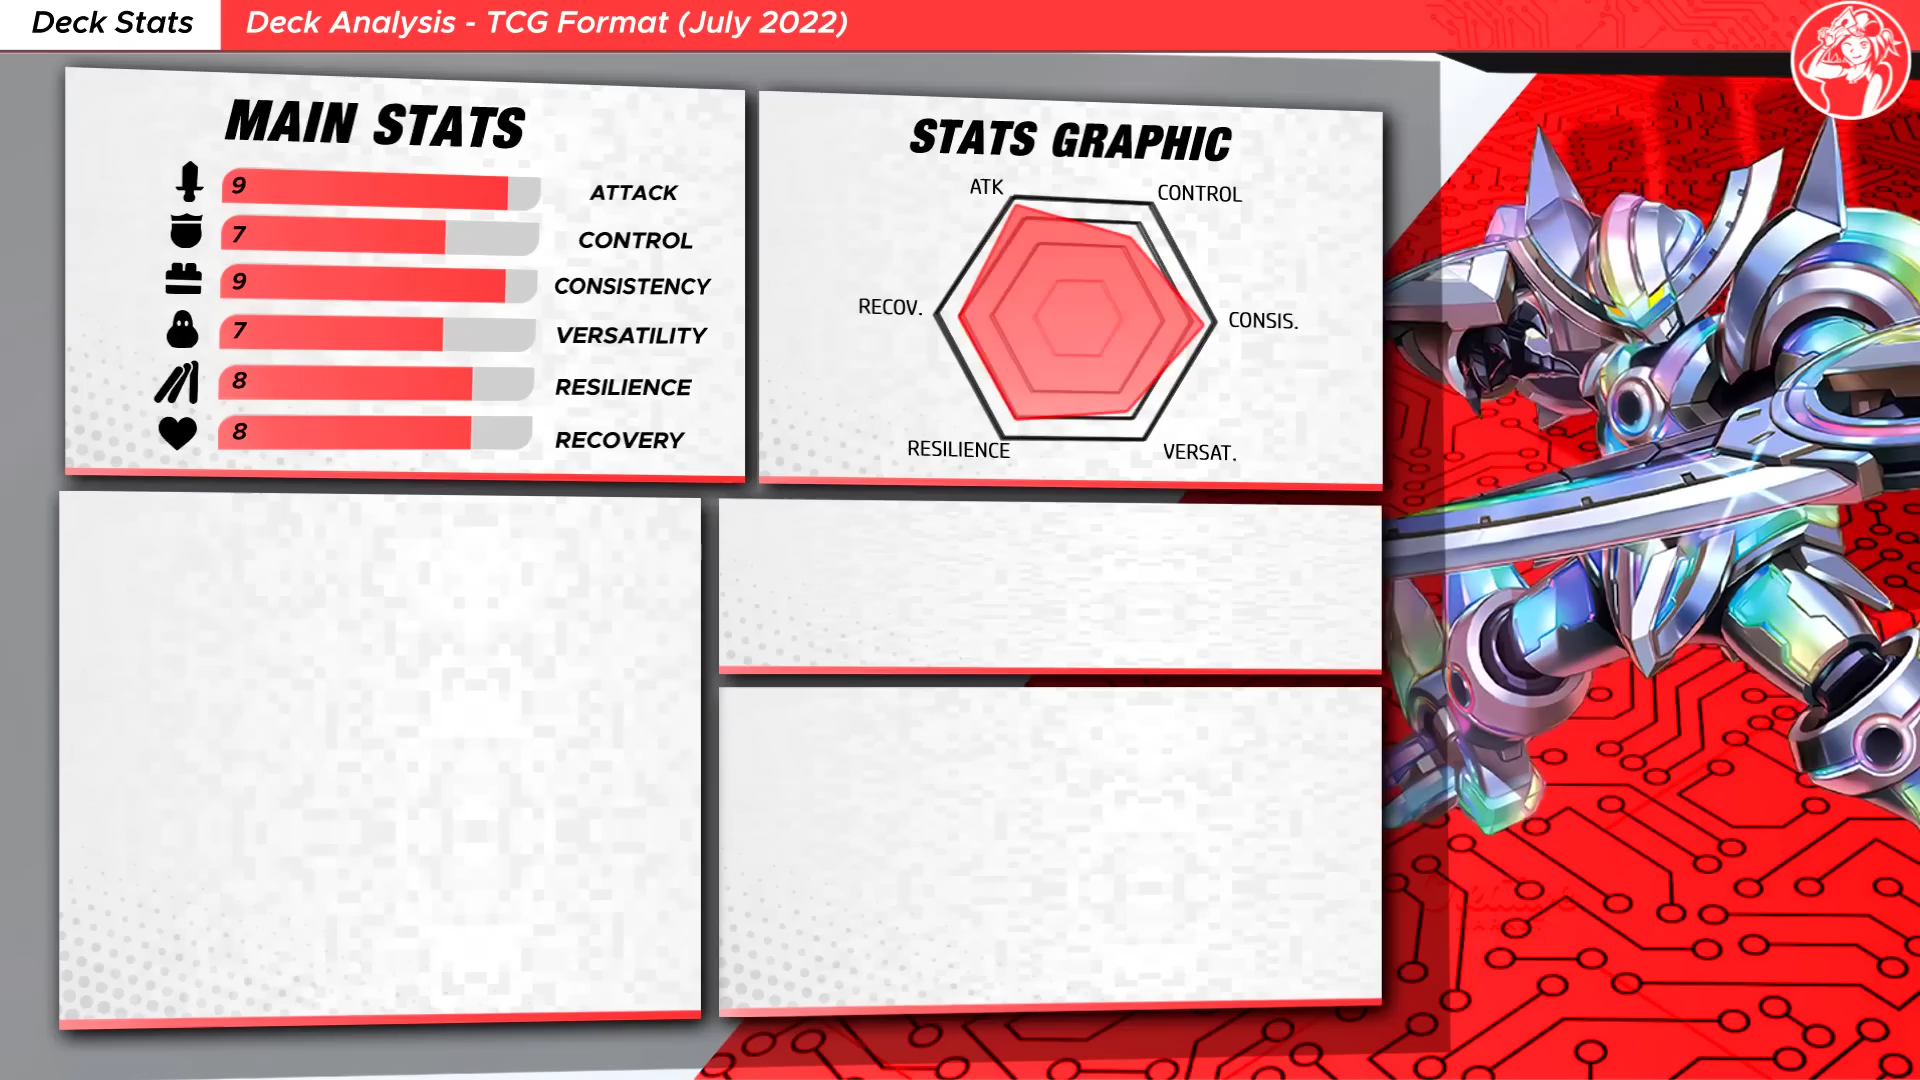 Deck Stats
Deck Analysis - TCG Format (July 2022)
MAIN STATS
9 ATTACK
7 CONTROL
9 CONSISTENCY
7 VERSATILITY
8 RESILIENCE
8 RECOVERY
STATS GRAPHIC
ATK
CONTROL
RECOV.
CONSIS.
RESILIENCE
VERSAT.